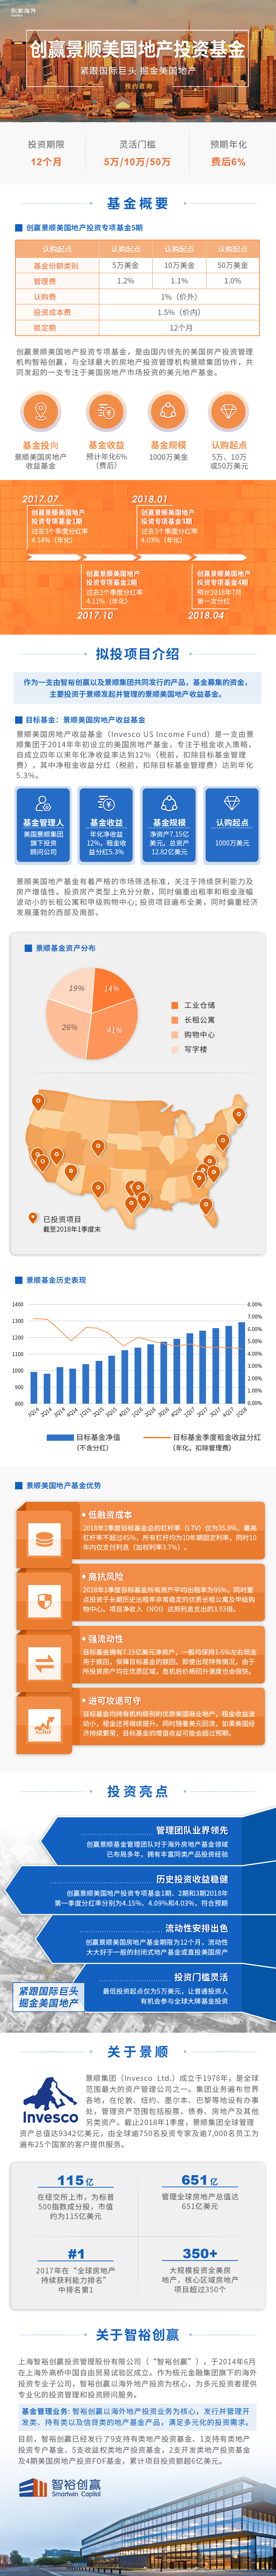 东家海外
创赢景顺美国地产投资基金
紧跟国际巨头 掘金美国地产
预约咨询
投资期限
12个月
灵活门槛
5万/10万/50万
预期年化
费后6%
基金概要
创赢景顺美国地产投资专项基金5期
认购起点 认购起点 认购起点 认购起点
基金份额类别 5万美金 10万美金 50万美金
管理费 1.2% 1.1% 1.0%
认购费 1%（价外）
投资成本费 1.5%（价内）
锁定期 12个月
创赢景顺美国地产投资专项基金，是由国内领先的美国房产投资管理
机构智裕创赢，与全球最大的房地产投资管理机构景顺集团协作，共
同发起的一支专注于美国房地产市场投资的美元地产基金。
基金投向
景顺美国房地产
收益基金
基金收益
预计年化6%
（费后）
基金规模
1000万美金
认购起点
5万、10万
或50万美元
2017.07
创赢景顺美国地产
投资专项基金1期
过去3个季度分红率
4.14%（年化）
2018.01
创赢景顺美国地产
投资专项基金3期
过去3个季度分红率
4.03%（年化）
创赢景顺美国地产
投资专项基金2期
过去2个季度分红率
4.11%（年化）
2017.10
创赢景顺美国地产
投资专项基金4期
预计2018年7月
第一次分红
2018.04
拟投项目介绍
作为一支由智裕创赢以及景顺集团共同发行的产品，基金募集的资金，
主要投资于景顺发起并管理的景顺美国地产收益基金。
目标基金：景顺美国房地产收益基金
景顺美国房地产收益基金（Invesco US Income Fund）是一支由景
顺集团于2014年年初设立的美国房地产基金，专注于租金收入策略，
自成立四年以来年化净收益率达到12%（税前，扣除目标基金管理
费），其中净租金收益分红（税前，扣除目标基金管理费）达到年化
5.3%。
基金管理人
美国景顺集团
旗下投资
顾问公司
基金收益
年化净收益
12%，租金收
益分红5.3%
基金规模
净资产7.15亿
美元，总资产
12.82亿美元
认购起点
1000万美元
景顺美国地产基金有着严格的市场筛选标准，关注于持续获利能力及
房产增值性。投资房产类型上充分分散，同时偏重出租率和租金涨幅
波动小的长租公寓和甲级购物中心; 投资项目遍布全美，同时偏重经济
发展蓬勃的西部及南部。
景顺基金资产分布
19%
14%
26%
41%
工业仓储
长租公寓
购物中心
写字楼
已投资项目
截至2018年1季度末
景顺基金历史表现
1400
1300
1200
1100
1000
900
800
8.00%
7.00%
6.00%
5.00%
4.00%
3.00%
2.00%
1.00%
0.00%
1Q14 2Q14 3Q14 4Q14 1Q15 2Q15 3Q15 4Q15 1Q16 2Q16 3Q16 4Q16 1Q17 2Q17 3Q17 4Q17 1Q18
目标基金净值
（不含分红）
目标基金季度租金收益分红
（年化，扣除管理费）
景顺美国地产基金优势
低融资成本
2018年1季度目标基金总的杠杆率（LTV）仅为35.9%，最高
杠杆率不超过45%，所有杠杆均为10年期固定利率，同时10
年内仅支付利息（加权利率3.7%）。
高抗风险
2018年1季度目标基金所有房产平均出租率为95%，同时重
点投资于长期历史出租率非常稳定的优质长租公寓及甲级购
物中心。项目净收入（NOI）达到利息支出的3.93倍。
强流动性
目标基金拥有7.15亿美元净资产，一般均保持1-5%左右现金
用于赎回，保障目标基金的赎回。即使出现特殊情况，由于
所投资房产均在优质区域，危机后价格回升速度也会很快。
进可攻退可守
目标基金均持有机构级别的优质美国商业地产，租金收益波
动小，租金还将继续提升。同时随着美元回流，如果美国经
济持续繁荣，目标基金的增值收益可能会超过预期。
投资亮点
管理团队业界领先
创赢景顺基金管理团队对于海外房地产基金领域
已布局多年，拥有丰富同类产品投资经验
历史投资收益稳健
创赢景顺美国地产投资专项基金1期、2期和3期2018年
第一季度分红率分别为4.15%、4.09%和4.03%，符合预期
流动性安排出色
创赢景顺美国房地产基金期限为12个月，流动性
大大好于一般的封闭式地产基金或直投美国房产
投资门槛灵活
最低投资起点仅为5万美元，让普通投资人
有机会参与全球大牌基金投资
紧跟国际巨头
掘金美国地产
关于景顺
Invesco
景顺集团（Invesco Ltd.）成立于1978年，是全球
范围最大的资产管理公司之一。集团业务遍布世界
各地，在伦敦、纽约、墨尔本、巴黎等地设有办事
处，管理资产范围包括股票、债券、房地产及其他
另类资产。截止2018年1季度，景顺集团全球管理
资产总值达9342亿美元，由全球逾750名投资专家及逾7,000名员工为
遍布25个国家的客户提供服务。
115亿
在纽交所上市，为标普
500指数成分股，市值
约为115亿美元
651亿
管理全球房地产总值达
651亿美元
#1
2017年在“全球房地产
持续获利能力排名”
中排名第1
350+
大规模投资全美房
地产，核心区域房地产
项目超过350个
关于智裕创赢
上海智裕创赢投资管理股份有限公司（“智裕创赢”），于2014年6月
在上海外高桥中国自由贸易试验区成立。作为极元金融集团旗下的海外
投资专业子公司，智裕创赢以海外地产投资为核心，为多元投资者提供
专业化的投资管理和投资顾问服务。
基金管理业务: 智裕创赢以海外地产投资业务为核心，发行并管理开
发类、持有类以及信贷类的地产基金产品，满足多元化的投资需求。
目前，智裕创赢已经发行了9支持有类地产投资基金、1支持有类地产
投资专户基金、5支收益权类地产投资基金，2支开发类地产投资基金
及4期美国房地产投资FOF基金，累计项目投资额超6亿美元。
智裕创赢
Smartwin Capital